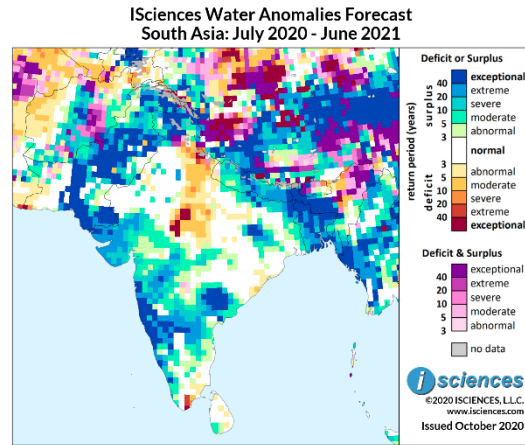 ISciences Water Anomalies Forecast
South Asia: July 2020 - June 2021
Deficit or Surplus
exceptional
40
extreme
20
severe
10
moderate
5
abnormal
3
surplus
normal
return period (years)
3
abnormal
5
moderate
10
severe
20
extreme
40
exceptional
deficit
Deficit & Surplus
exceptional
40
extreme
20
severe
10
moderate
5
abnormal
3
no data
i sciences
©2020 ISCIENCES, L.L.C.
www.isciences.com
Issued October 2020